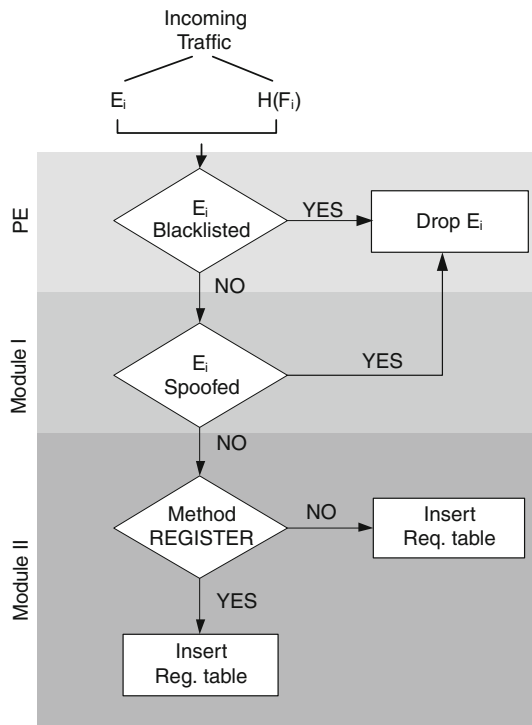 Incoming
Traffic
Eᵢ
H(Fᵢ)
PE
Eᵢ
Blacklisted
YES
Drop Eᵢ
NO
Module I
Eᵢ
Spoofed
YES
NO
Module II
Method
REGISTER
NO
Insert
Req. table
YES
Insert
Reg. table